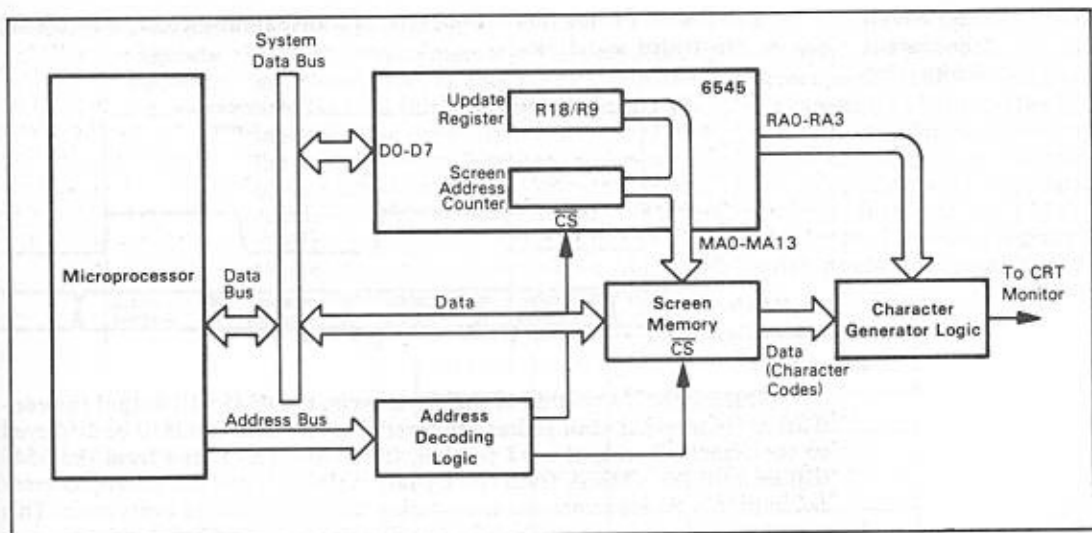 System
Data Bus
6545
Update
Register
R18/R9
RA0-RA3
D0-D7
Screen
Address
Counter
CS
MA0-MA13
Microprocessor
Data
Bus
Data
Screen
Memory
CS
Character
Generator Logic
To CRT
Monitor
Data
(Character
Codes)
Address Bus
Address
Decoding
Logic